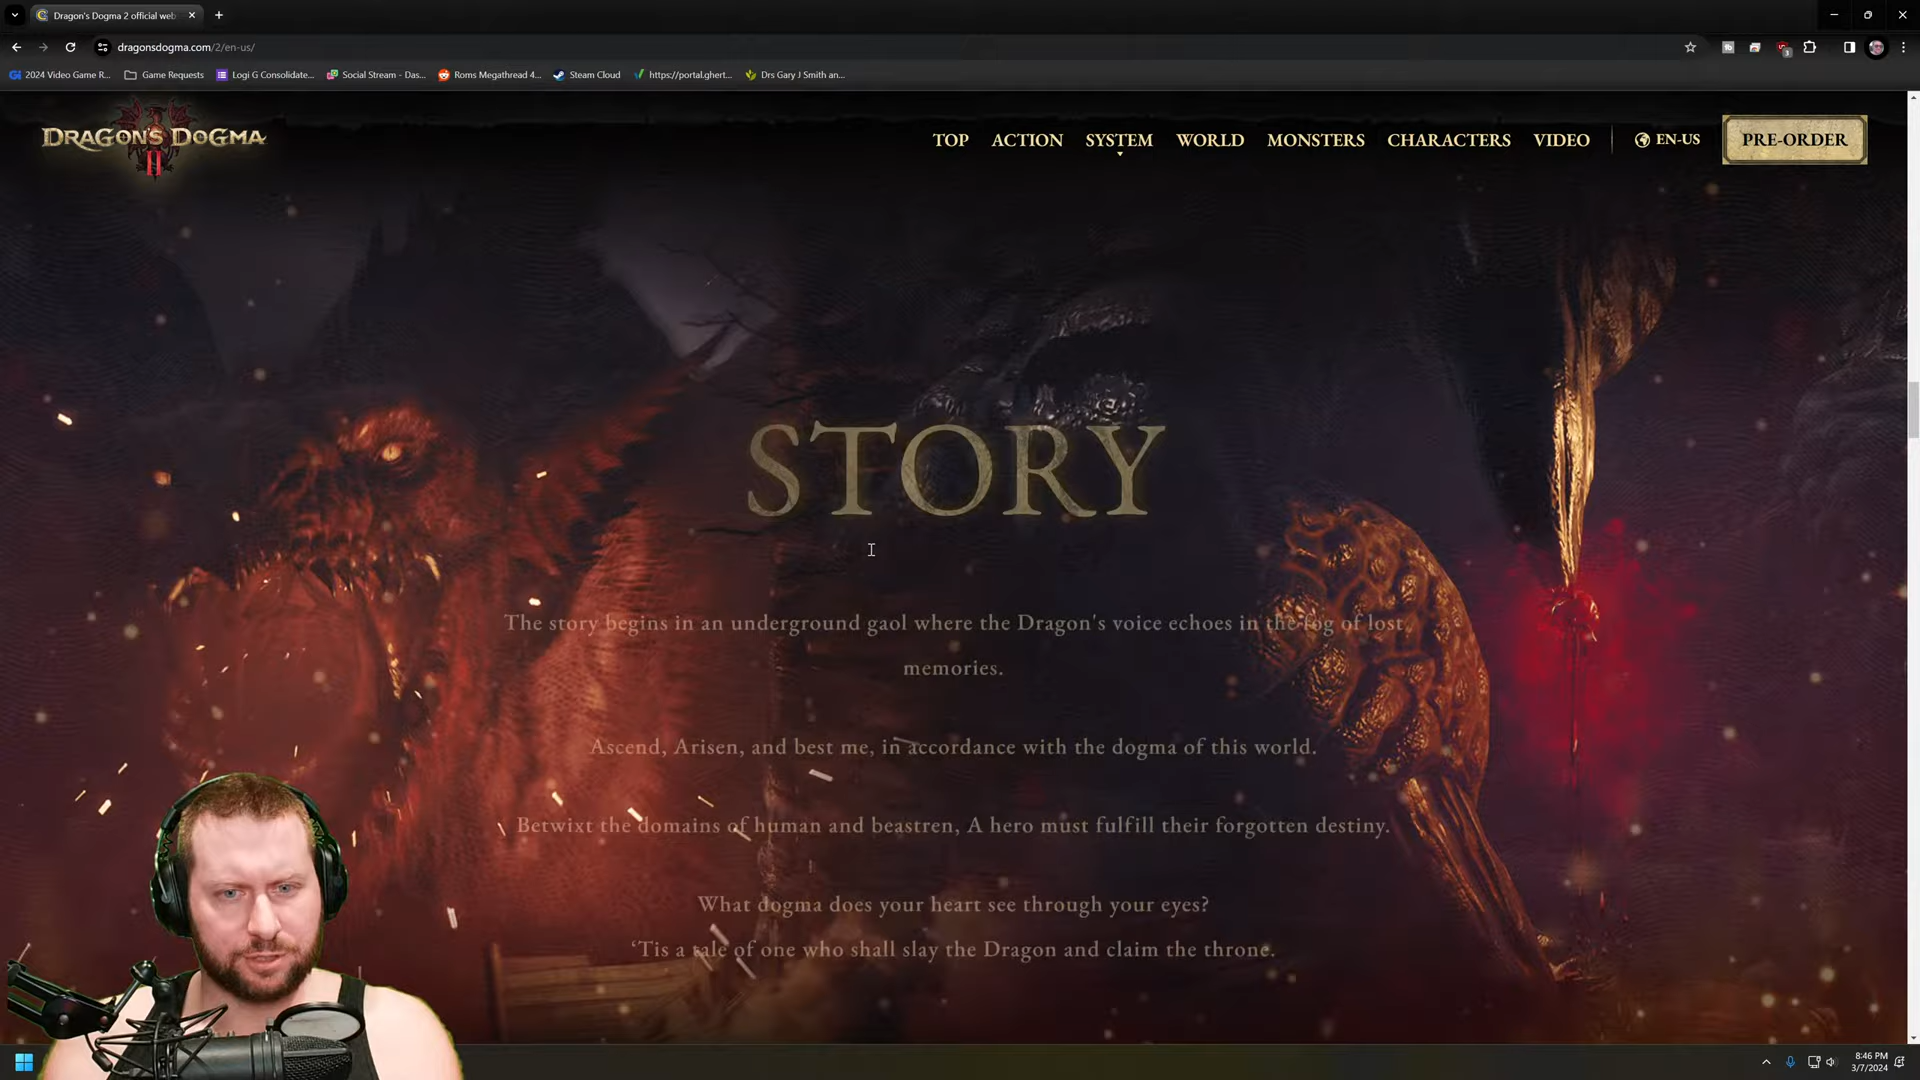 Dragon's Dogma 2 official web
dragonsdogma.com/2/en-us/
2024 Video Game R... Game Requests Logi G Consolidate... Social Stream - Das... Roms Megathread 4... Steam Cloud https://portal.ghert... Drs Gary J Smith an...
DRAGON'S DOGMA II
TOP ACTION SYSTEM WORLD MONSTERS CHARACTERS VIDEO EN-US PRE-ORDER
STORY
The story begins in an underground gaol where the Dragon's voice echoes in the fog of lost
memories.
Ascend, Arisen, and best me, in accordance with the dogma of this world.
Betwixt the domains of human and beastren, A hero must fulfill their forgotten destiny.
What dogma does your heart see through your eyes?
‘Tis a tale of one who shall slay the Dragon and claim the throne.
8:46 PM
3/7/2024